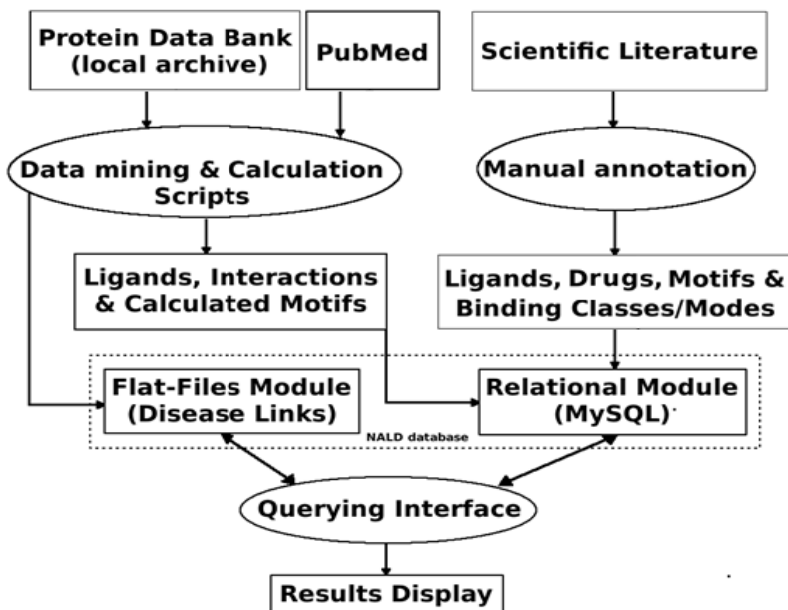 Protein Data Bank
(local archive)
PubMed
Scientific Literature
Data mining & Calculation
Scripts
Manual annotation
Ligands, Interactions
& Calculated Motifs
Ligands, Drugs, Motifs &
Binding Classes/Modes
Flat-Files Module
(Disease Links)
Relational Module
(MySQL)
NALD database
Querying Interface
Results Display